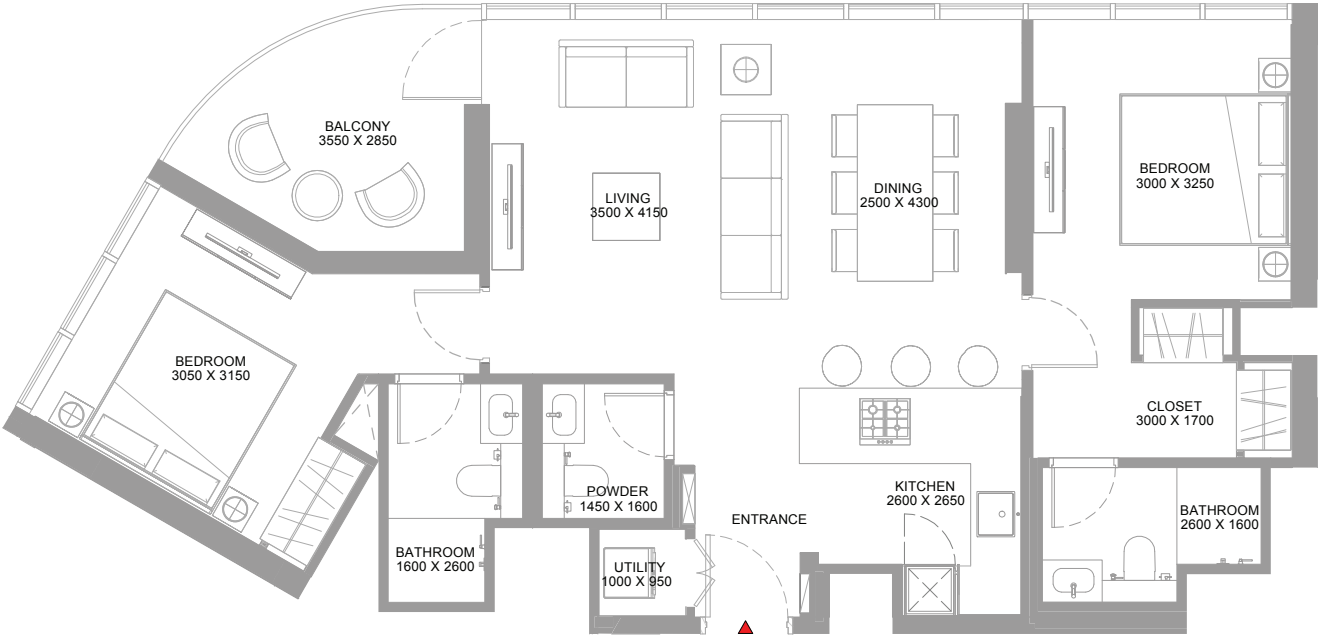 BALCONY
3550 X 2850
LIVING
3500 X 4150
DINING
2500 X 4300
BEDROOM
3000 X 3250
BEDROOM
3050 X 3150
CLOSET
3000 X 1700
KITCHEN
2600 X 2650
POWDER
1450 X 1600
ENTRANCE
BATHROOM
2600 X 1600
BATHROOM
1600 X 2600
UTILITY
1000 X 950